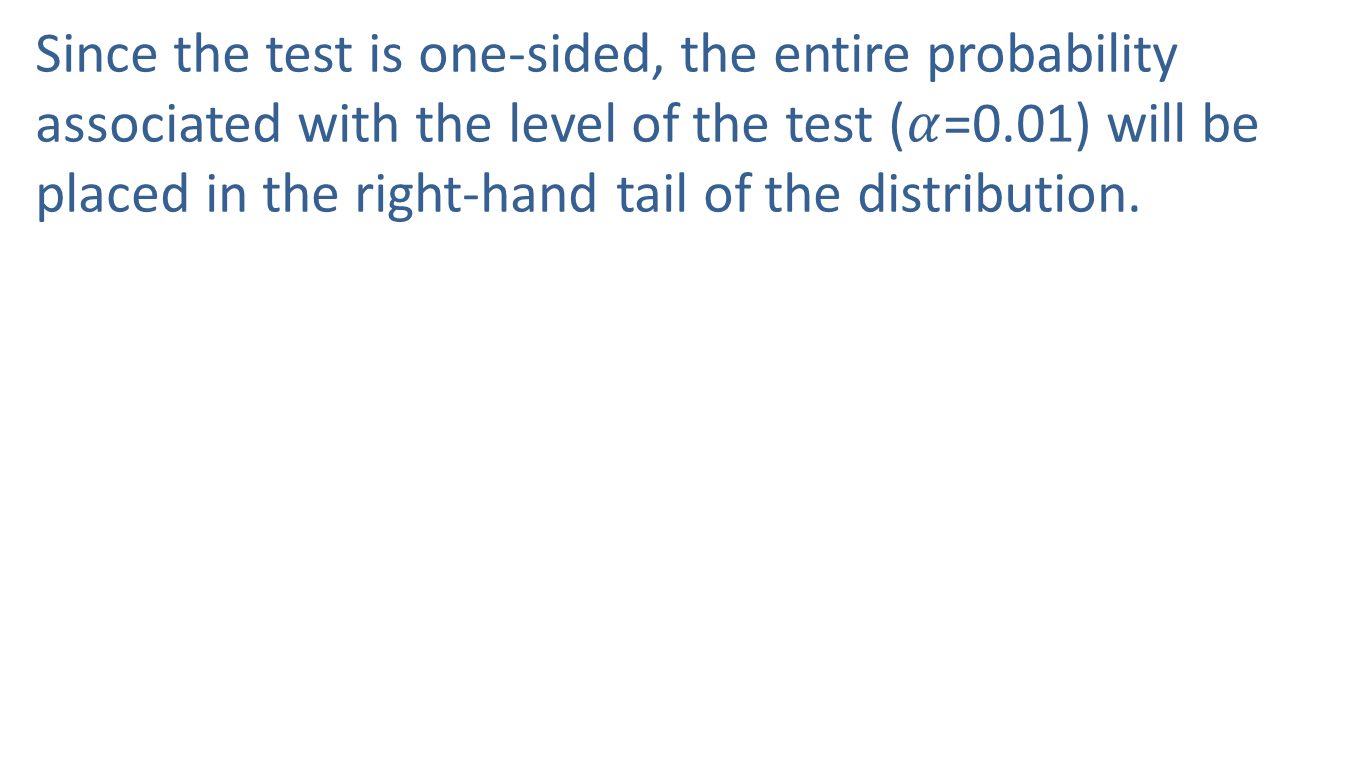 Since the test is one-sided, the entire probability
associated with the level of the test (𝛼=0.01) will be
placed in the right-hand tail of the distribution.